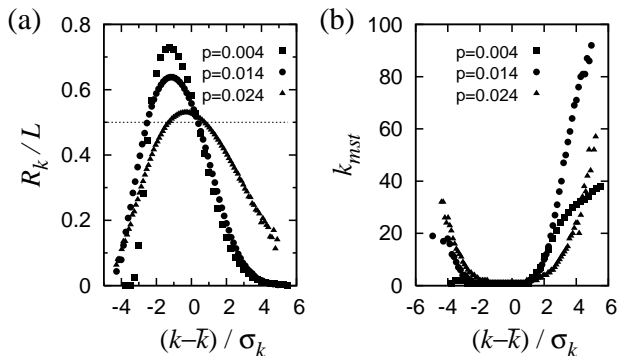 (a)
R_k / L
0.8
0.6
0.4
0.2
0
p=0.004
p=0.014
p=0.024
-4 -2 0 2 4 6
(k–k̄) / σ_k
(b)
k_mst
100
80
60
40
20
0
p=0.004
p=0.014
p=0.024
-6 -4 -2 0 2 4 6
(k–k̄) / σ_k